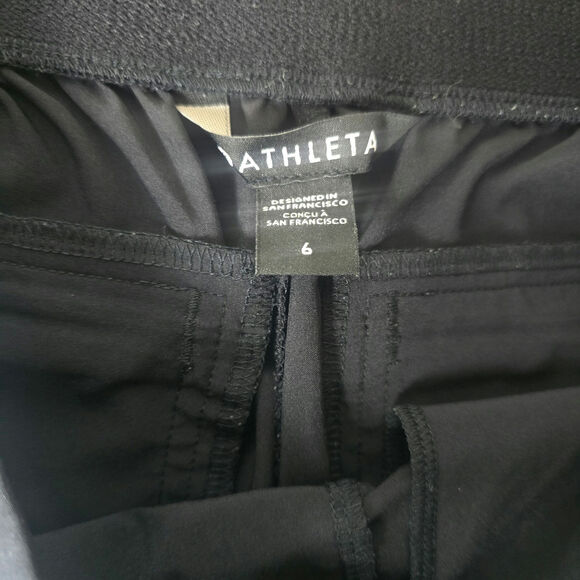 ATHLETA
DESIGNED IN
SAN FRANCISCO
CONÇU À
SAN FRANCISCO
6